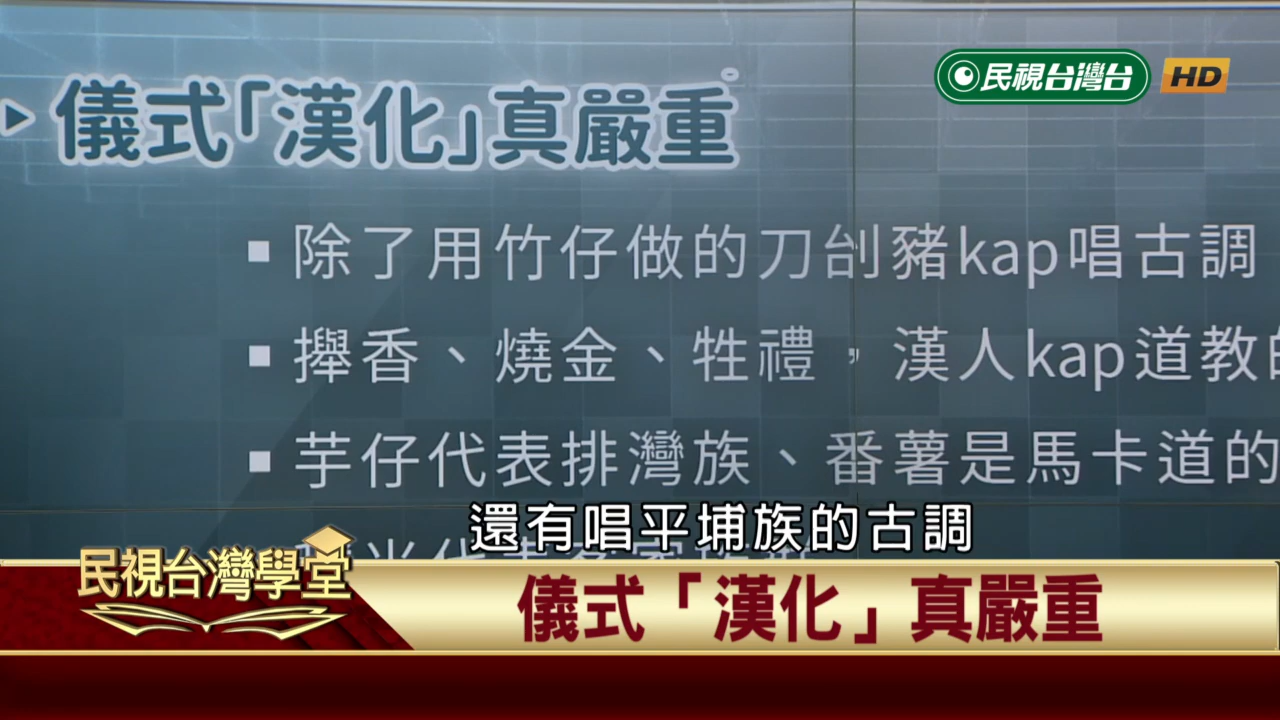 民視台灣台 HD
儀式「漢化」真嚴重
除了用竹仔做的刀刣豬kap唱古調
攑香、燒金、牲禮，漢人kap道教的
芋仔代表排灣族、番薯是馬卡道的
還有唱平埔族的古調
民視台灣學堂
儀式「漢化」真嚴重